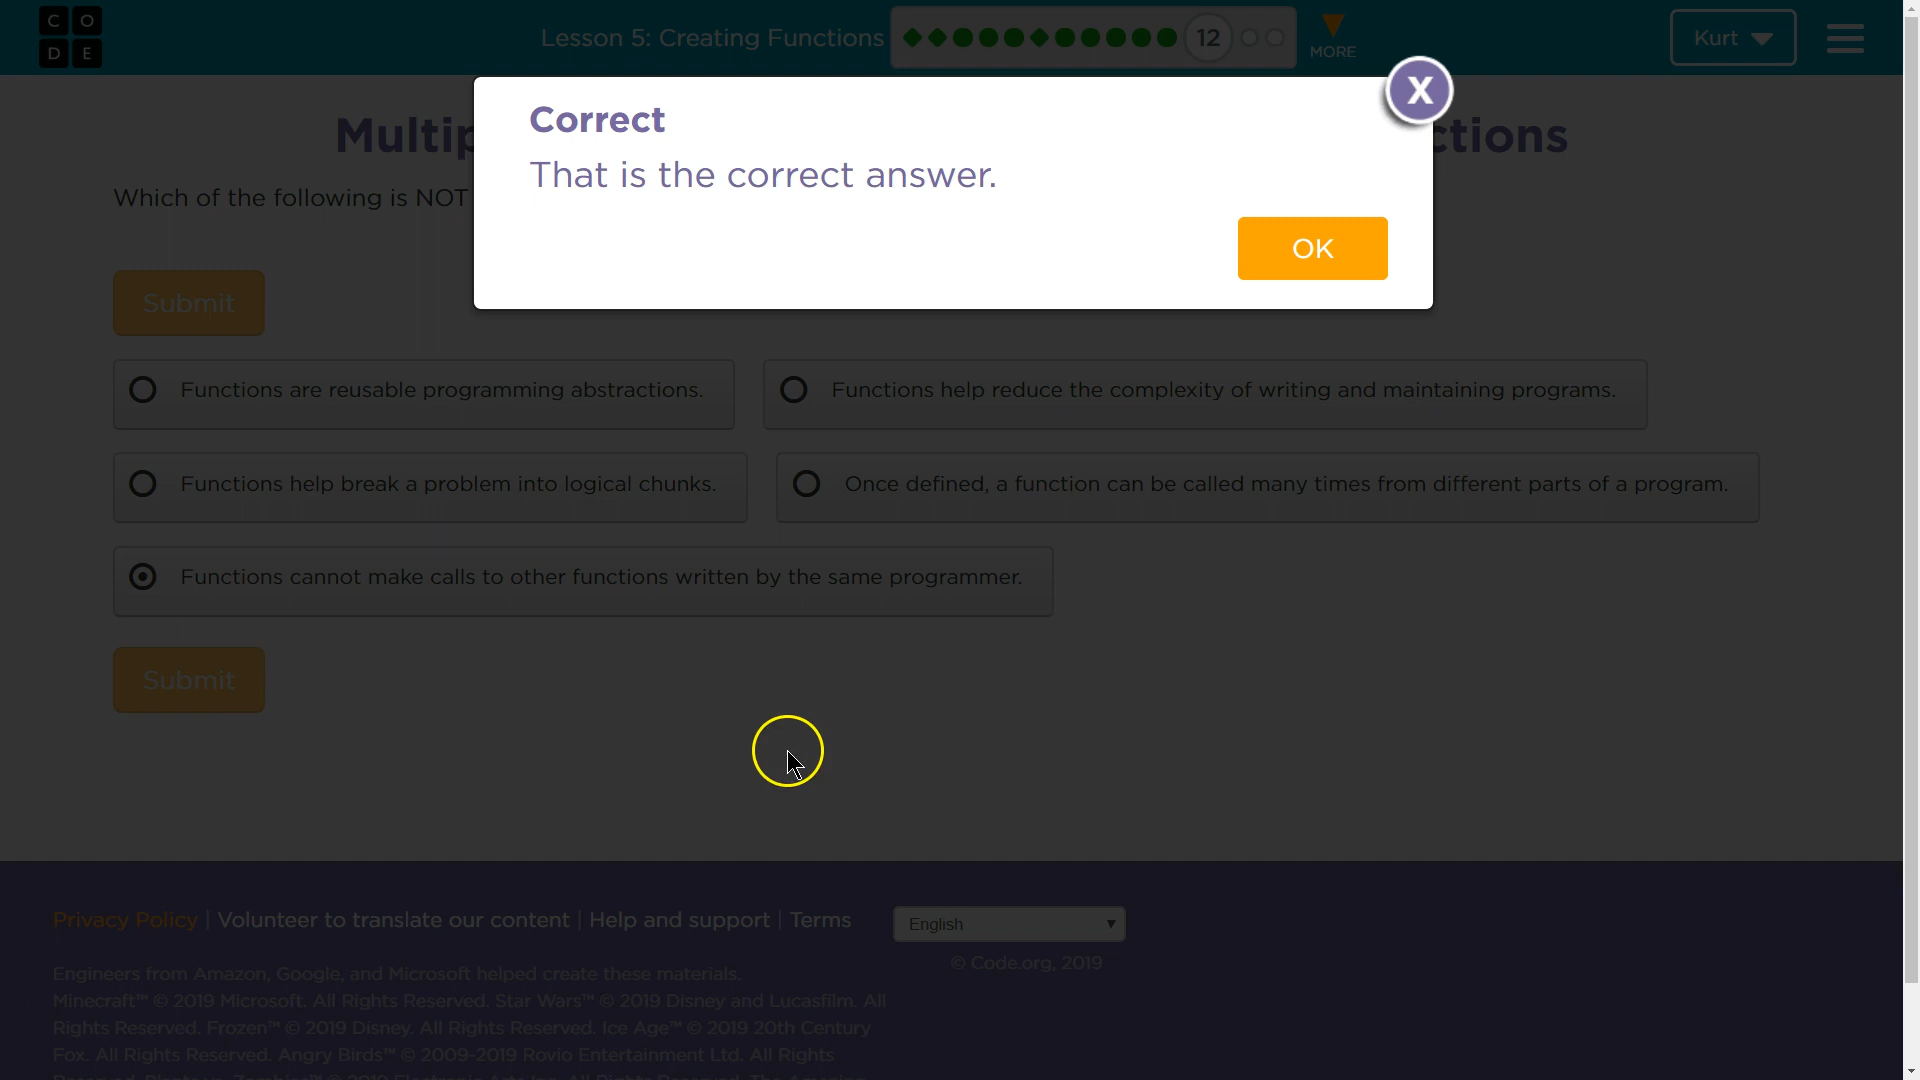 C O
D E
Lesson 5: Creating Functions
12
MORE
Kurt
X
Correct
That is the correct answer.
OK
Multip
ctions
Which of the following is NOT
Submit
Functions are reusable programming abstractions.
Functions help reduce the complexity of writing and maintaining programs.
Functions help break a problem into logical chunks.
Once defined, a function can be called many times from different parts of a program.
Functions cannot make calls to other functions written by the same programmer.
Submit
Privacy Policy | Volunteer to translate our content | Help and support | Terms
English
© Code.org, 2019
Engineers from Amazon, Google, and Microsoft helped create these materials.
Minecraft™ © 2019 Microsoft. All Rights Reserved. Star Wars™ © 2019 Disney and Lucasfilm. All
Rights Reserved. Frozen™ © 2019 Disney. All Rights Reserved. Ice Age™ © 2019 20th Century
Fox. All Rights Reserved. Angry Birds™ © 2009-2019 Rovio Entertainment Ltd. All Rights